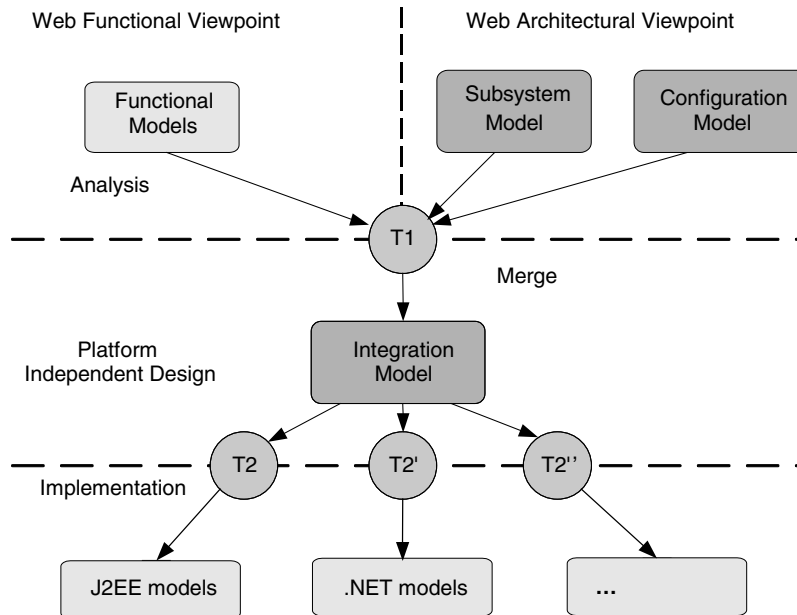 Web Functional Viewpoint
Web Architectural Viewpoint
Functional
Models
Subsystem
Model
Configuration
Model
Analysis
T1
Merge
Platform
Independent Design
Integration
Model
T2
T2'
T2''
Implementation
J2EE models
.NET models
...